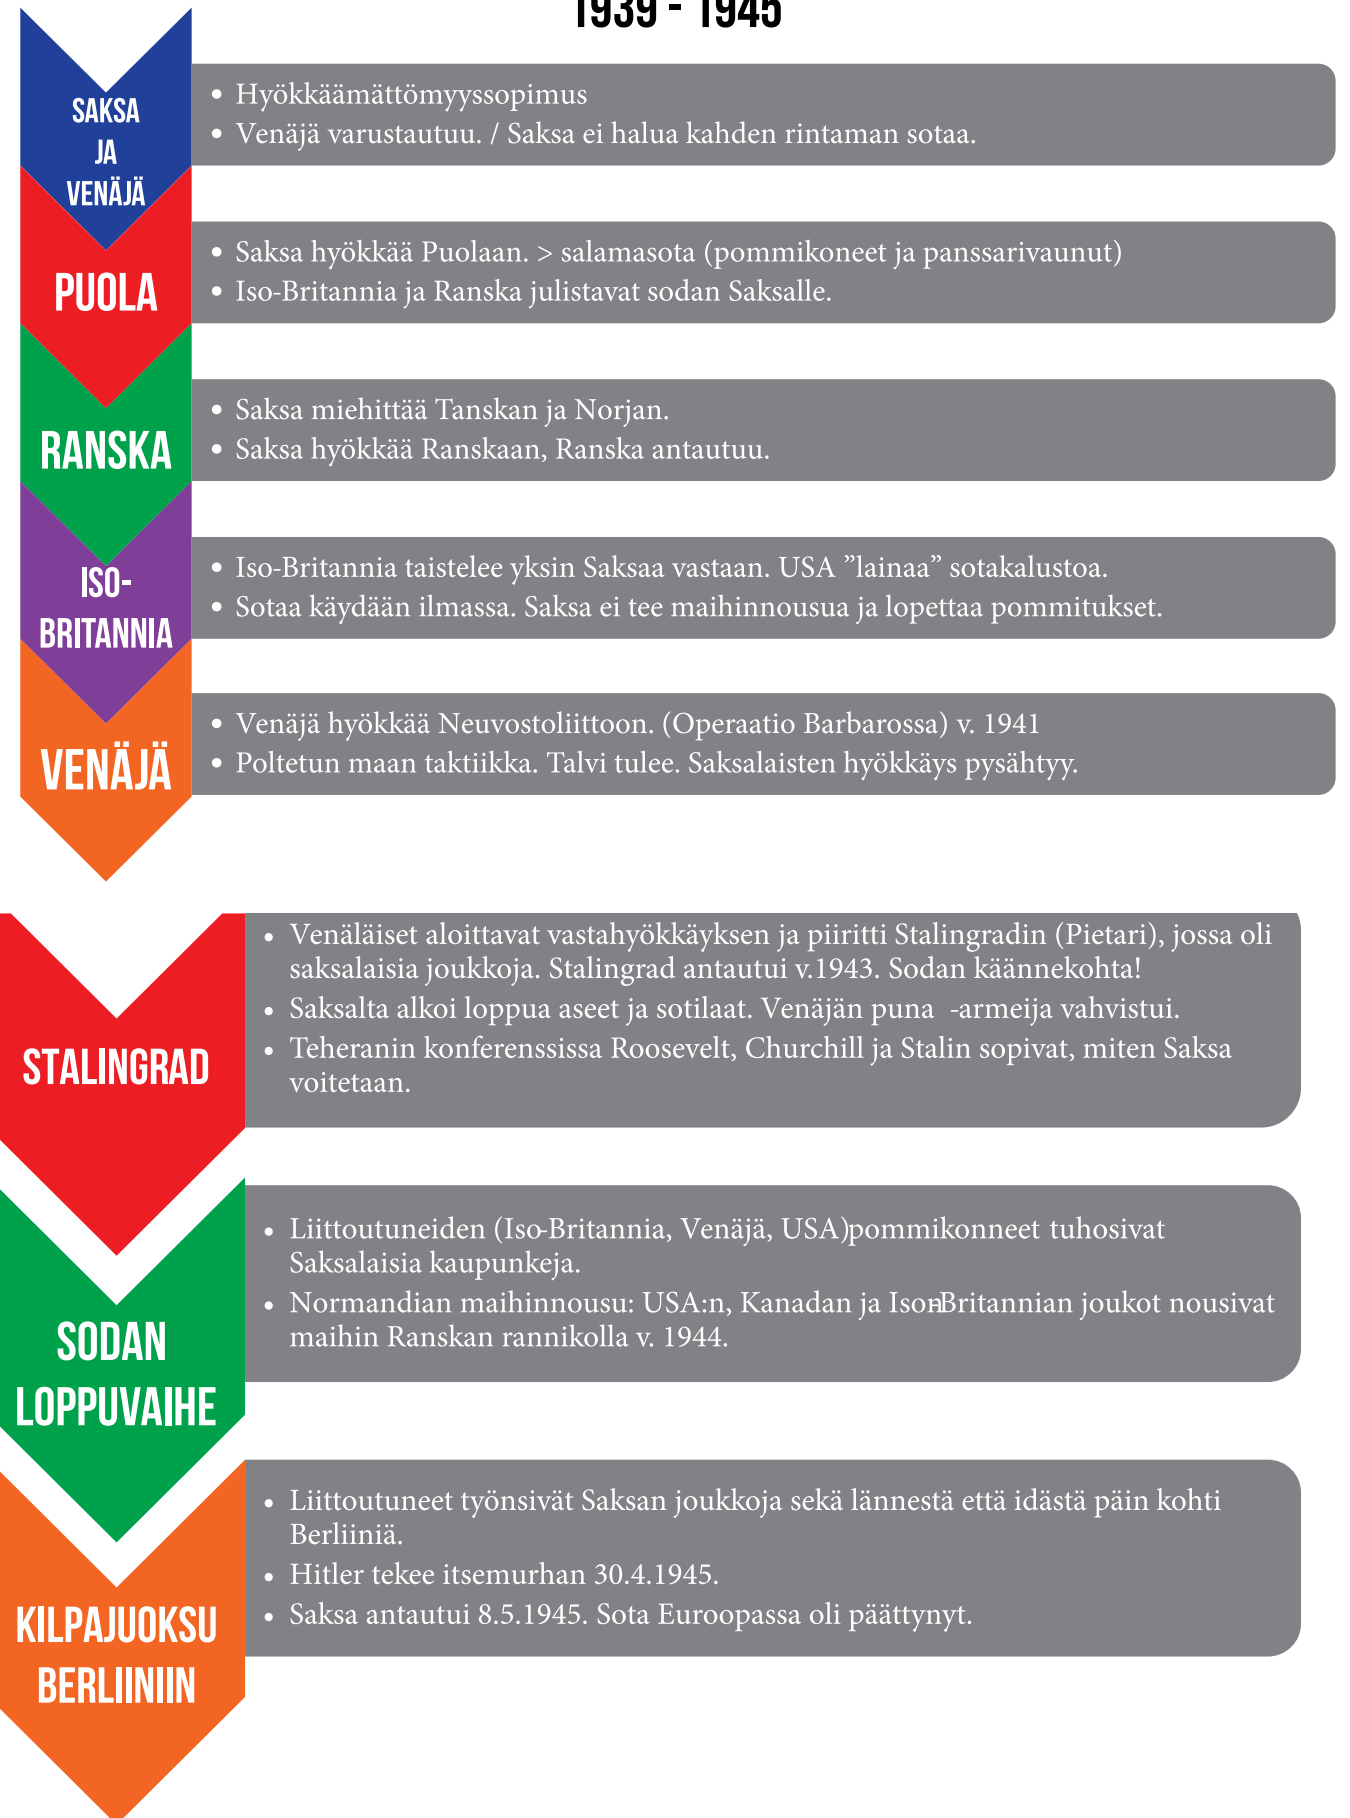 1939 - 1945
SAKSA
JA
VENÄJÄ
• Hyökkäämättömyyssopimus
• Venäjä varustautuu. / Saksa ei halua kahden rintaman sotaa.
PUOLA
• Saksa hyökkää Puolaan. > salamasota (pommikoneet ja panssarivaunut)
• Iso-Britannia ja Ranska julistavat sodan Saksalle.
RANSKA
• Saksa miehittää Tanskan ja Norjan.
• Saksa hyökkää Ranskaan, Ranska antautuu.
ISO-
BRITANNIA
• Iso-Britannia taistelee yksin Saksaa vastaan. USA ”lainaa” sotakalustoa.
• Sotaa käydään ilmassa. Saksa ei tee maihinnousua ja lopettaa pommitukset.
VENÄJÄ
• Venäjä hyökkää Neuvostoliittoon. (Operaatio Barbarossa) v. 1941
• Poltetun maan taktiikka. Talvi tulee. Saksalaisten hyökkäys pysähtyy.
STALINGRAD
• Venäläiset aloittavat vastahyökkäyksen ja piiritti Stalingradin (Pietari), jossa oli
saksalaisia joukkoja. Stalingrad antautui v.1943. Sodan käännekohta!
• Saksalta alkoi loppua aseet ja sotilaat. Venäjän puna -armeija vahvistui.
• Teheranin konferenssissa Roosevelt, Churchill ja Stalin sopivat, miten Saksa
voitetaan.
SODAN
LOPPUVAIHE
• Liittoutuneiden (Iso-Britannia, Venäjä, USA)pommikonneet tuhosivat
Saksalaisia kaupunkeja.
• Normandian maihinnousu: USA:n, Kanadan ja Ison-Britannian joukot nousivat
maihin Ranskan rannikolla v. 1944.
KILPAJUOKSU
BERLIINIIN
• Liittoutuneet työnsivät Saksan joukkoja sekä lännestä että idästä päin kohti
Berliiniä.
• Hitler tekee itsemurhan 30.4.1945.
• Saksa antautui 8.5.1945. Sota Euroopassa oli päättynyt.